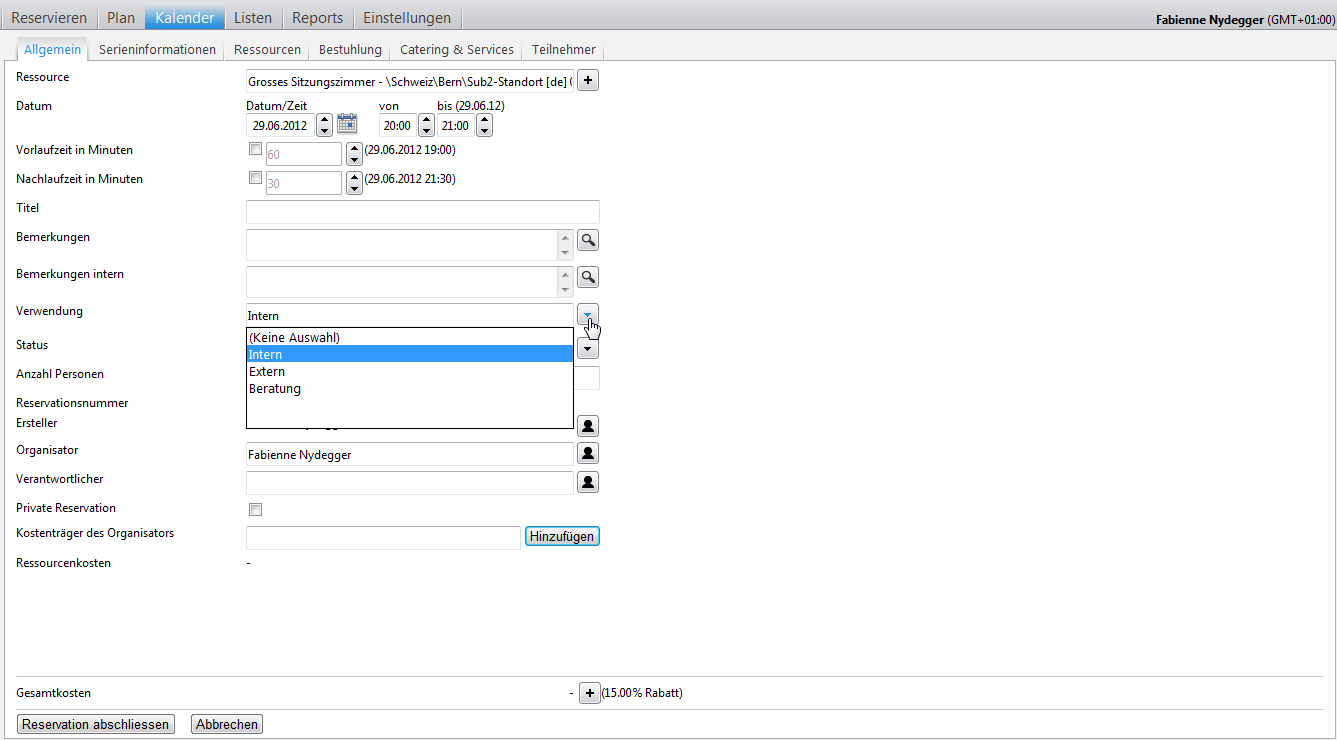 Reservieren Plan Kalender Listen Reports Einstellungen Fabienne Nydegger (GMT+01:00)
Allgemein Serieninformationen Ressourcen Bestuhlung Catering & Services Teilnehmer
Ressource Grosses Sitzungszimmer - \Schweiz\Bern\Sub2-Standort [de] +
Datum Datum/Zeit von bis (29.06.12)
29.06.2012 20:00 21:00
Vorlaufzeit in Minuten 60 (29.06.2012 19:00)
Nachlaufzeit in Minuten 30 (29.06.2012 21:30)
Titel
Bemerkungen
Bemerkungen intern
Verwendung Intern
(Keine Auswahl)
Status
Intern
Extern
Anzahl Personen
Beratung
Reservationsnummer
Ersteller
Organisator Fabienne Nydegger
Verantwortlicher
Private Reservation
Kostenträger des Organisators Hinzufügen
Ressourcenkosten -
Gesamtkosten - + (15.00% Rabatt)
Reservation abschliessen Abbrechen